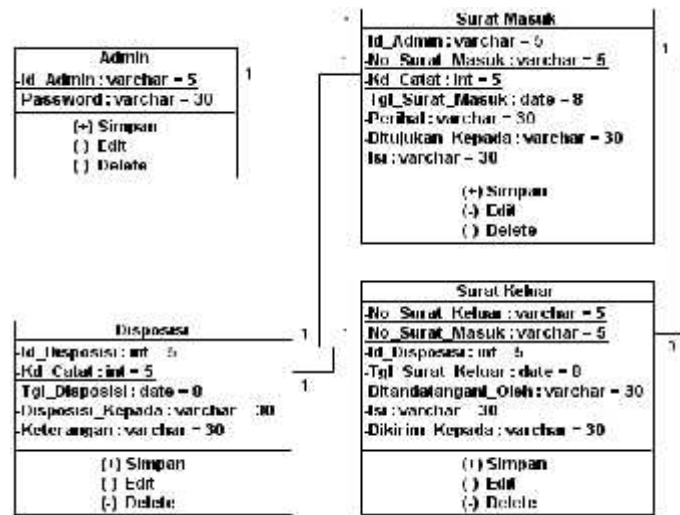 Admin
-Id_Admin : varchar = 5
Password : varchar = 30
(+) Simpan
( ) Edit
( ) Delete
1
Surat Masuk
Id_Admin : varchar = 5
-No_Surat_Masuk : varchar = 5
-Kd_Catat : int = 5
Tgl_Surat_Masuk : date = 8
-Perihal : varchar = 30
-Ditujukan_Kepada : varchar = 30
Isi : varchar = 30
(+) Simpan
(-) Edit
( ) Delete
1
Disposisi
-Id_Disposisi : int 5
-Kd_Catat : int = 5
Tgl_Disposisi : date = 8
-Disposisi_Kepada : varchar 30
-Keterangan : varchar = 30
(+) Simpan
( ) Edit
(-) Delete
1
1
Surat Keluar
-No_Surat_Keluar : varchar = 5
-No_Surat_Masuk : varchar = 5
-Id_Disposisi : int 5
-Tgl_Surat_Keluar : date = 8
Ditandatangani_Oleh : varchar = 30
-Isi : varchar = 30
-Dikirim_Kepada : varchar = 30
(+) Simpan
( ) Edit
(-) Delete